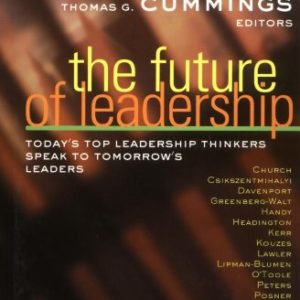 THOMAS G. CUMMINGS
EDITORS
the future
of leadership
TODAY'S TOP LEADERSHIP THINKERS
SPEAK TO TOMORROW'S
LEADERS
CHURCH
CSIKSZENTMIHALYI
DAVENPORT
GREENBERG-WALT
HANDY
HEADINGTON
KERR
KOUZES
LAWLER
LIPMAN-BLUMEN
O'TOOLE
PETERS
POSNER